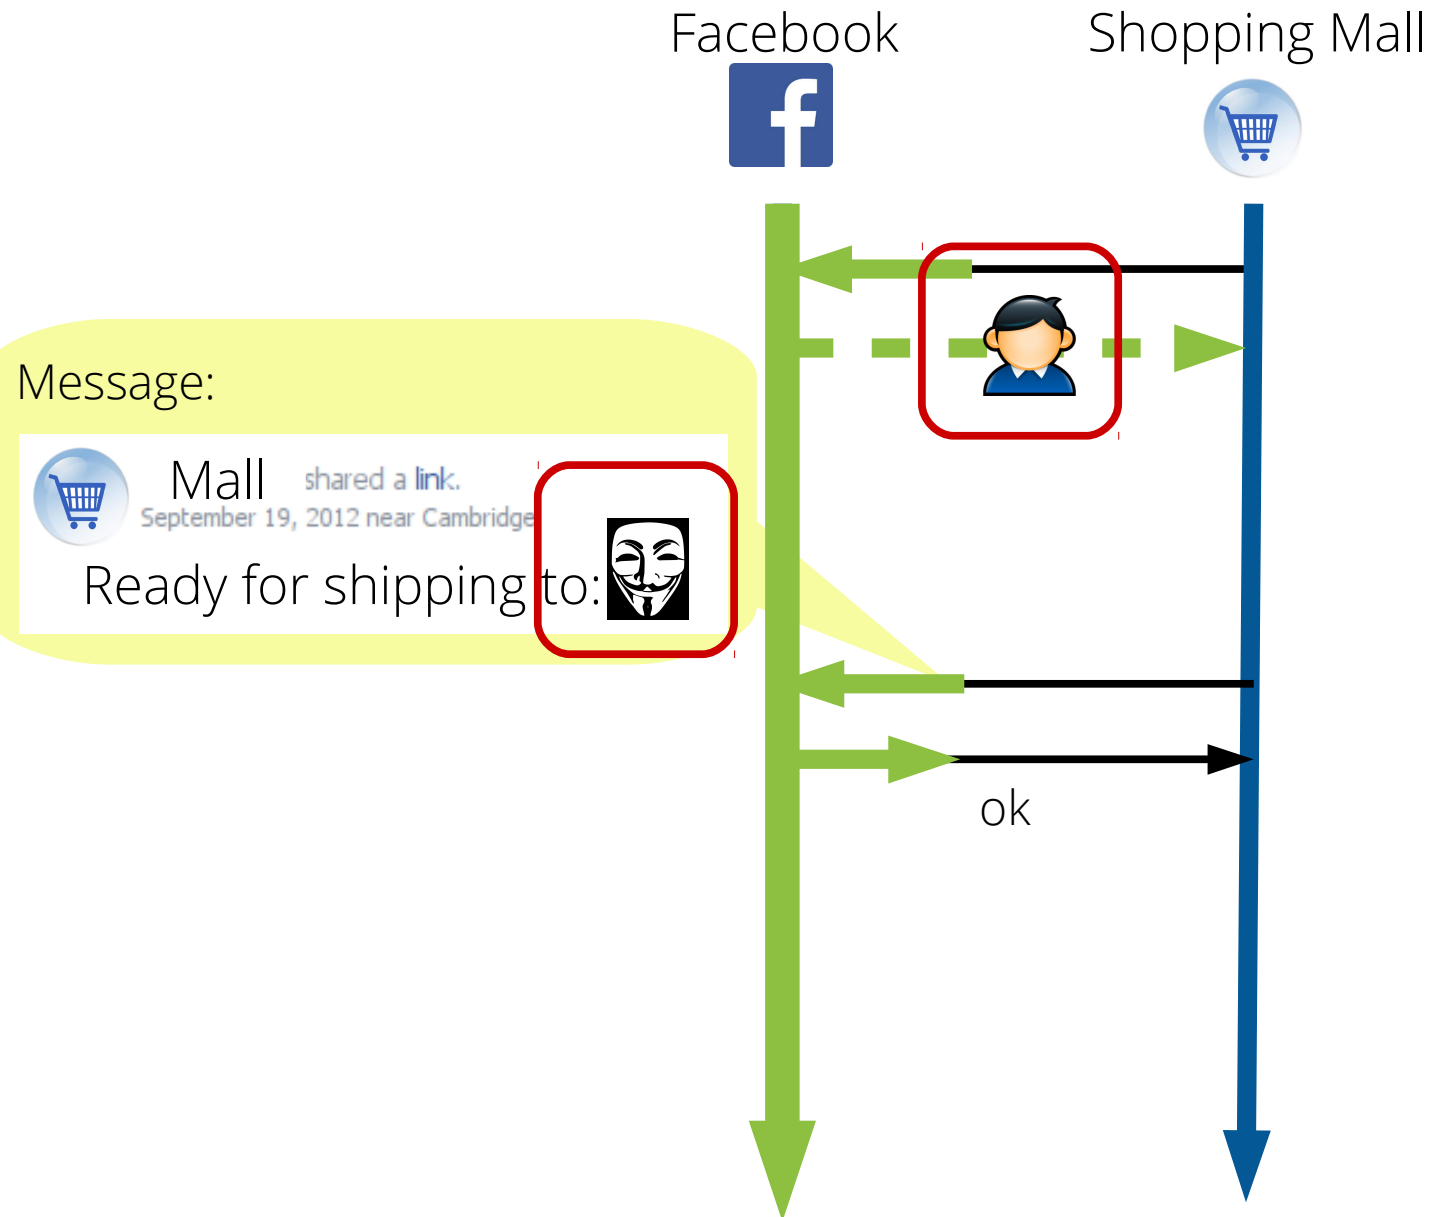 Facebook
Shopping Mall
Message:
Mall shared a link.
September 19, 2012 near Cambridge
Ready for shipping to:
ok